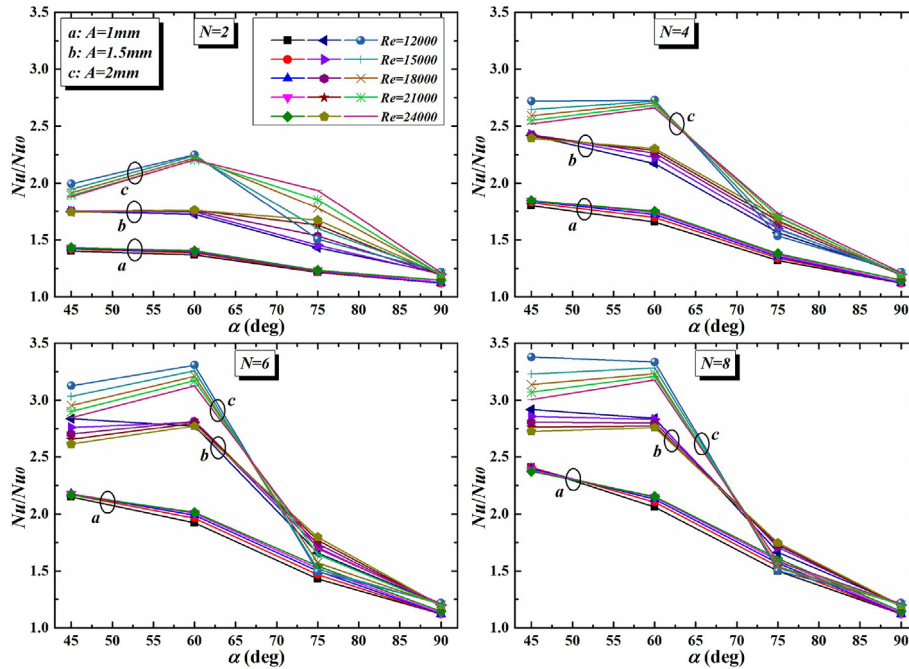 a: A=1mm
b: A=1.5mm
c: A=2mm
N=2
Re=12000
Re=15000
Re=18000
Re=21000
Re=24000
Nu/Nu0
3.5
3.0
2.5
2.0
1.5
1.0
c
b
a
45 50 55 60 65 70 75 80 85 90
α (deg)
N=4
Nu/Nu0
3.5
3.0
2.5
2.0
1.5
1.0
c
b
a
45 50 55 60 65 70 75 80 85 90
α (deg)
N=6
Nu/Nu0
3.5
3.0
2.5
2.0
1.5
1.0
c
b
a
45 50 55 60 65 70 75 80 85 90
α (deg)
N=8
Nu/Nu0
3.5
3.0
2.5
2.0
1.5
1.0
c
b
a
45 50 55 60 65 70 75 80 85 90
α (deg)